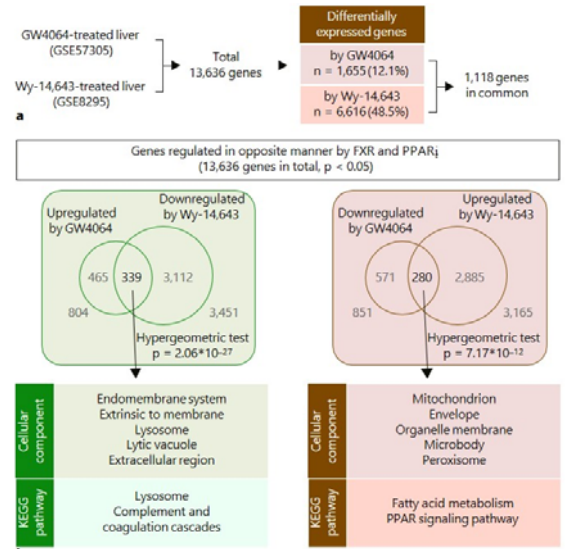 GW4064-treated liver
(GSE57305)
Wy-14,643-treated liver
(GSE8295)
Total
13,636 genes
Differentially
expressed genes
by GW4064
n = 1,655 (12.1%)
by Wy-14,643
n = 6,616 (48.5%)
1,118 genes
in common
a
Genes regulated in opposite manner by FXR and PPAR¡
(13,636 genes in total, p < 0.05)
Upregulated
by GW4064
Downregulated
by Wy-14,643
465
339
3,112
804
3,451
Hypergeometric test
p = 2.06*10–27
Downregulated
by GW4064
Upregulated
by Wy-14,643
571
280
2,885
851
3,165
Hypergeometric test
p = 7.17*10–12
Cellular
component
Endomembrane system
Extrinsic to membrane
Lysosome
Lytic vacuole
Extracellular region
KEGG
pathway
Lysosome
Complement and
coagulation cascades
Cellular
component
Mitochondrion
Envelope
Organelle membrane
Microbody
Peroxisome
KEGG
pathway
Fatty acid metabolism
PPAR signaling pathway